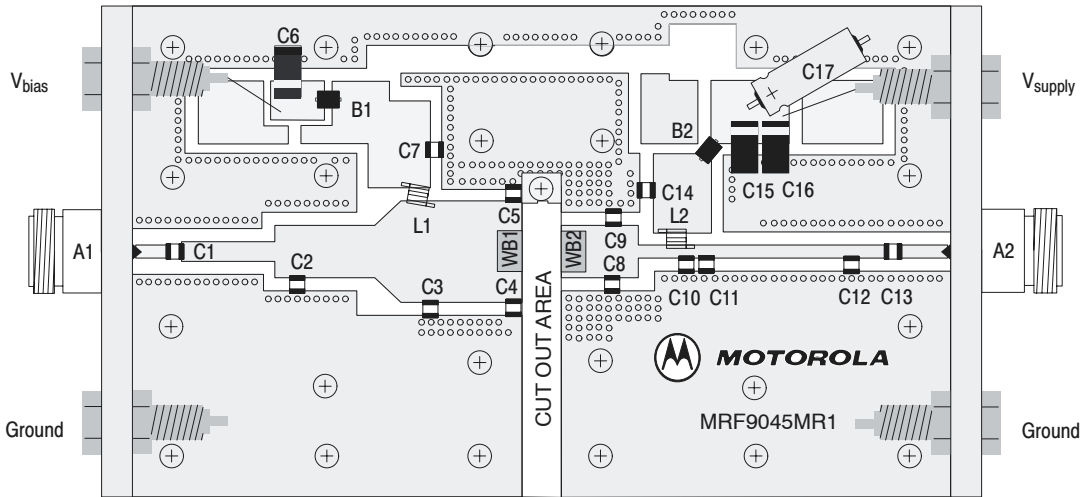 C6
C17
Vbias
Vsupply
B1
B2
C7
C15
C16
C14
C5
L1
L2
A1
C1
WB1
WB2
C9
A2
C2
C8
C3
C4
C10
C11
C12
C13
CUT OUT AREA
MOTOROLA
MRF9045MR1
Ground
Ground